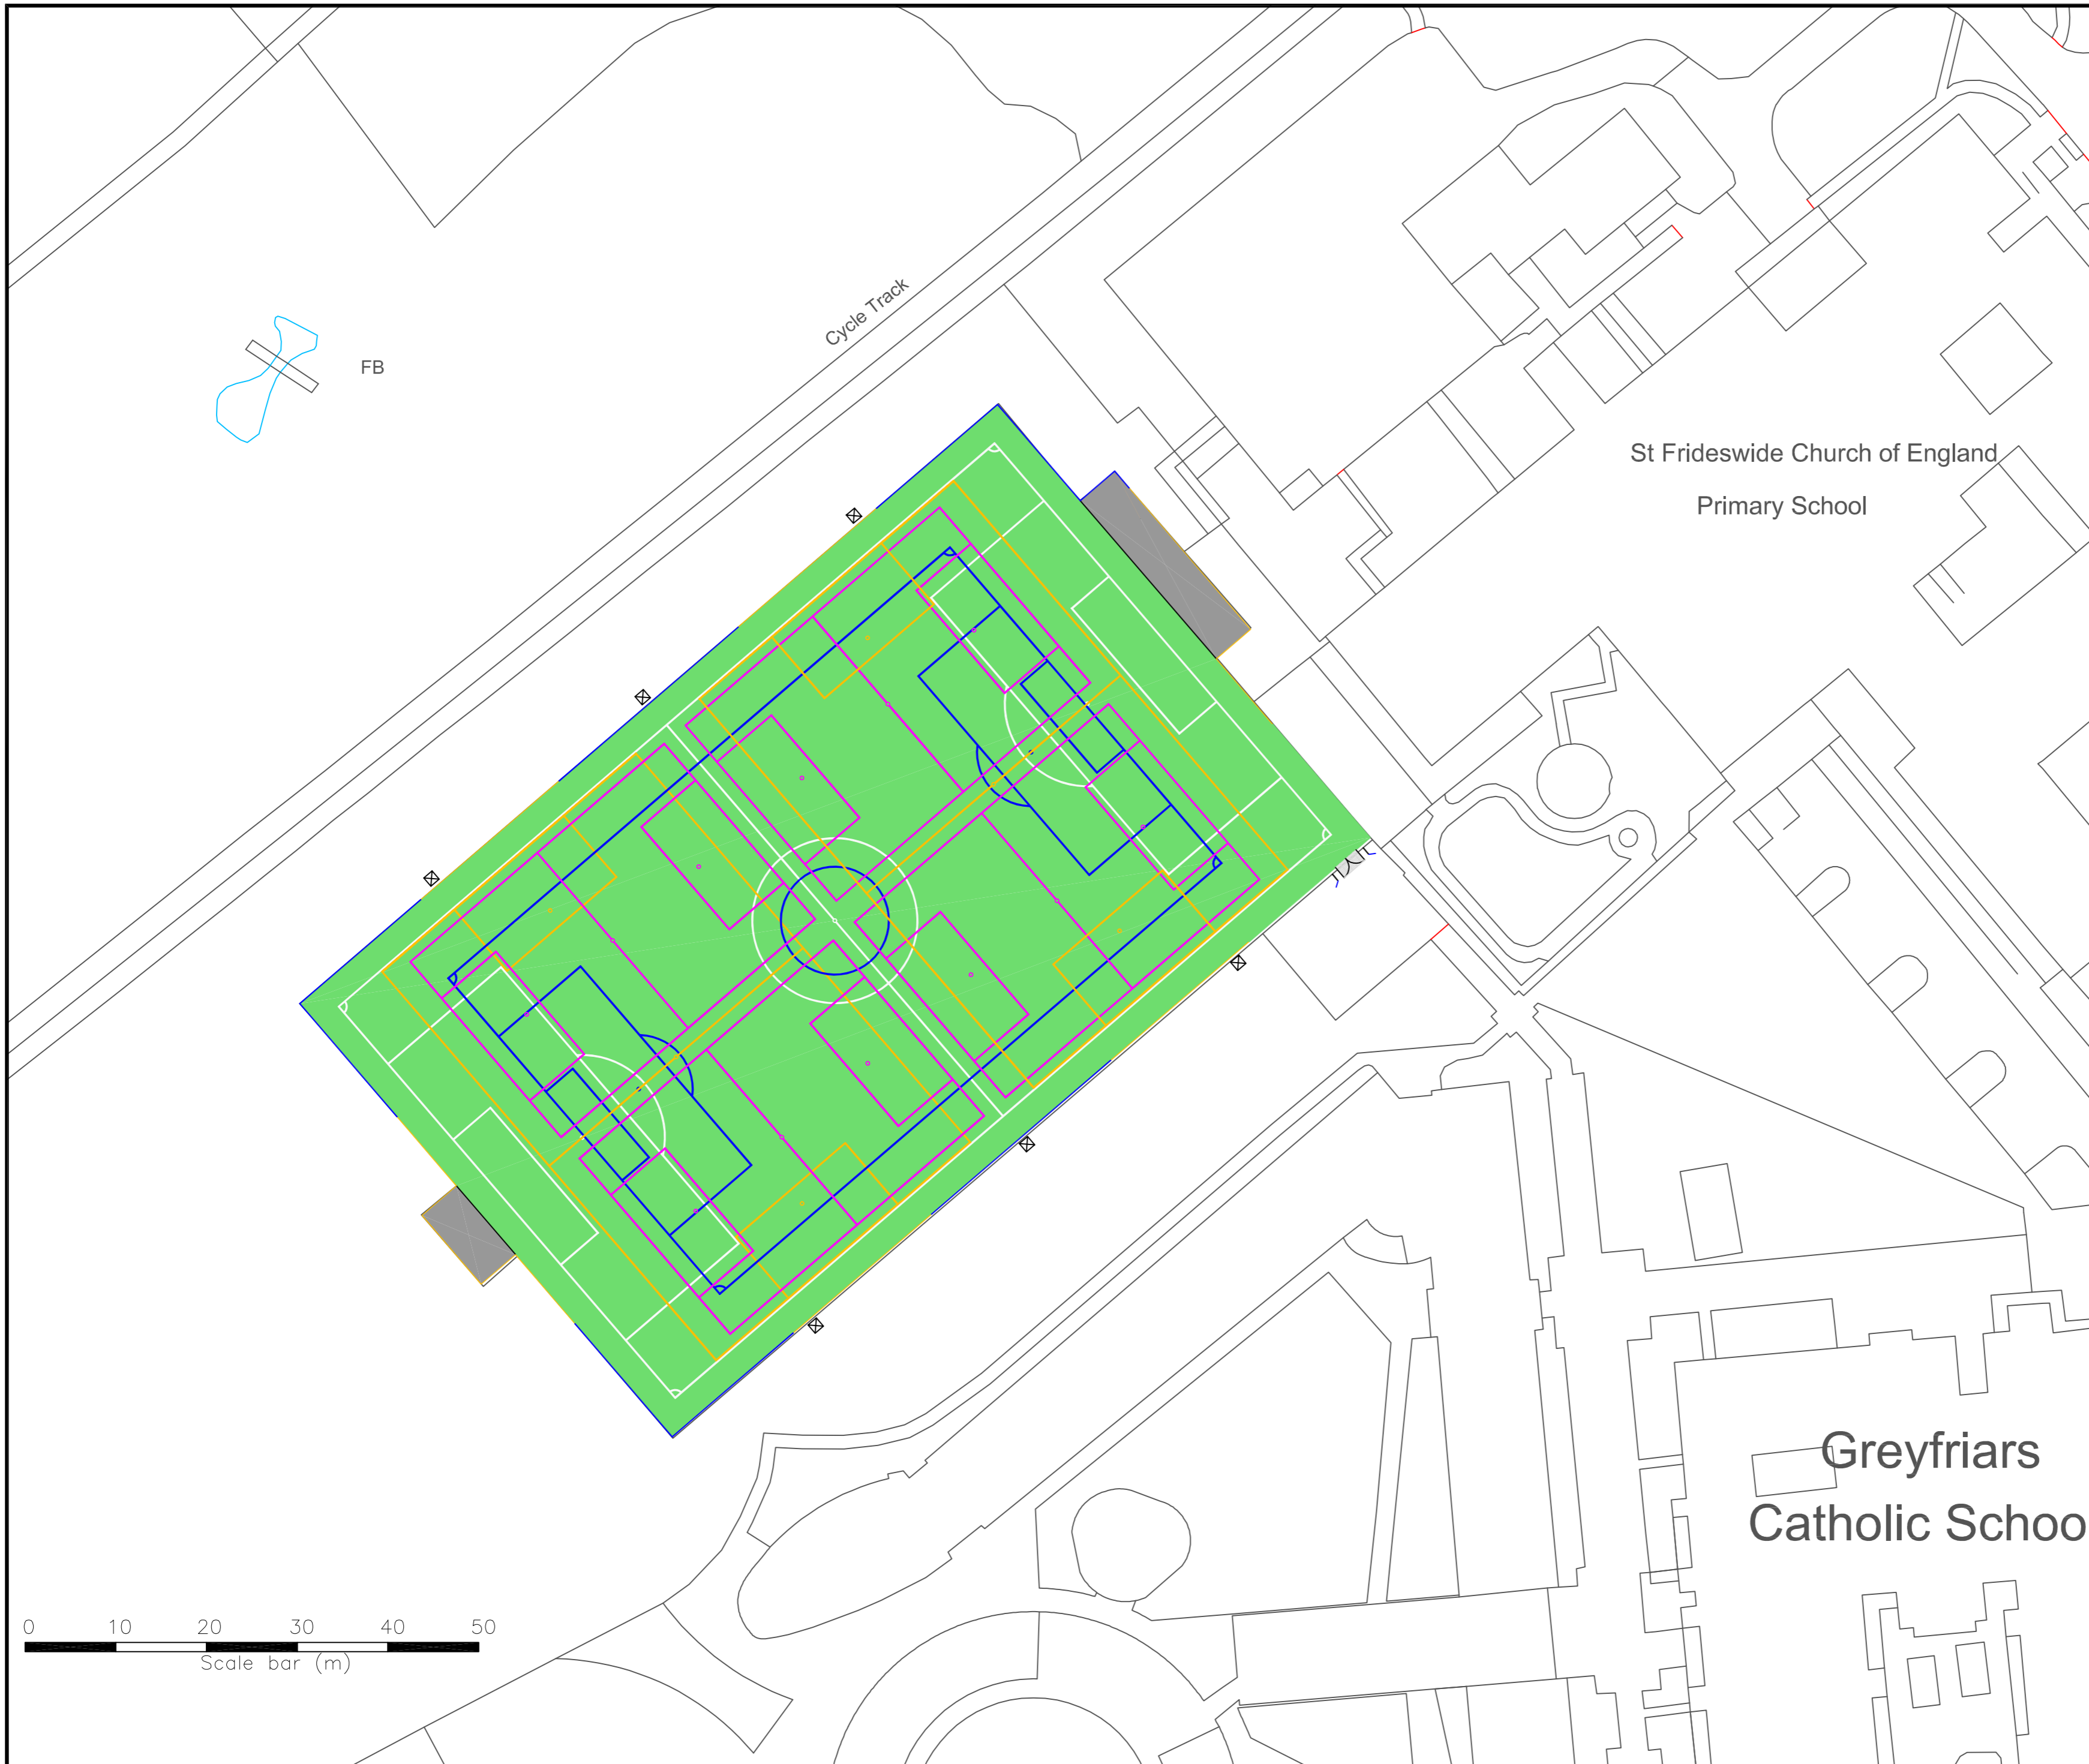 Cycle Track
FB
St Frideswide Church of England
Primary School
Greyfriars
Catholic Schoo
0 10 20 30 40 50
Scale bar (m)